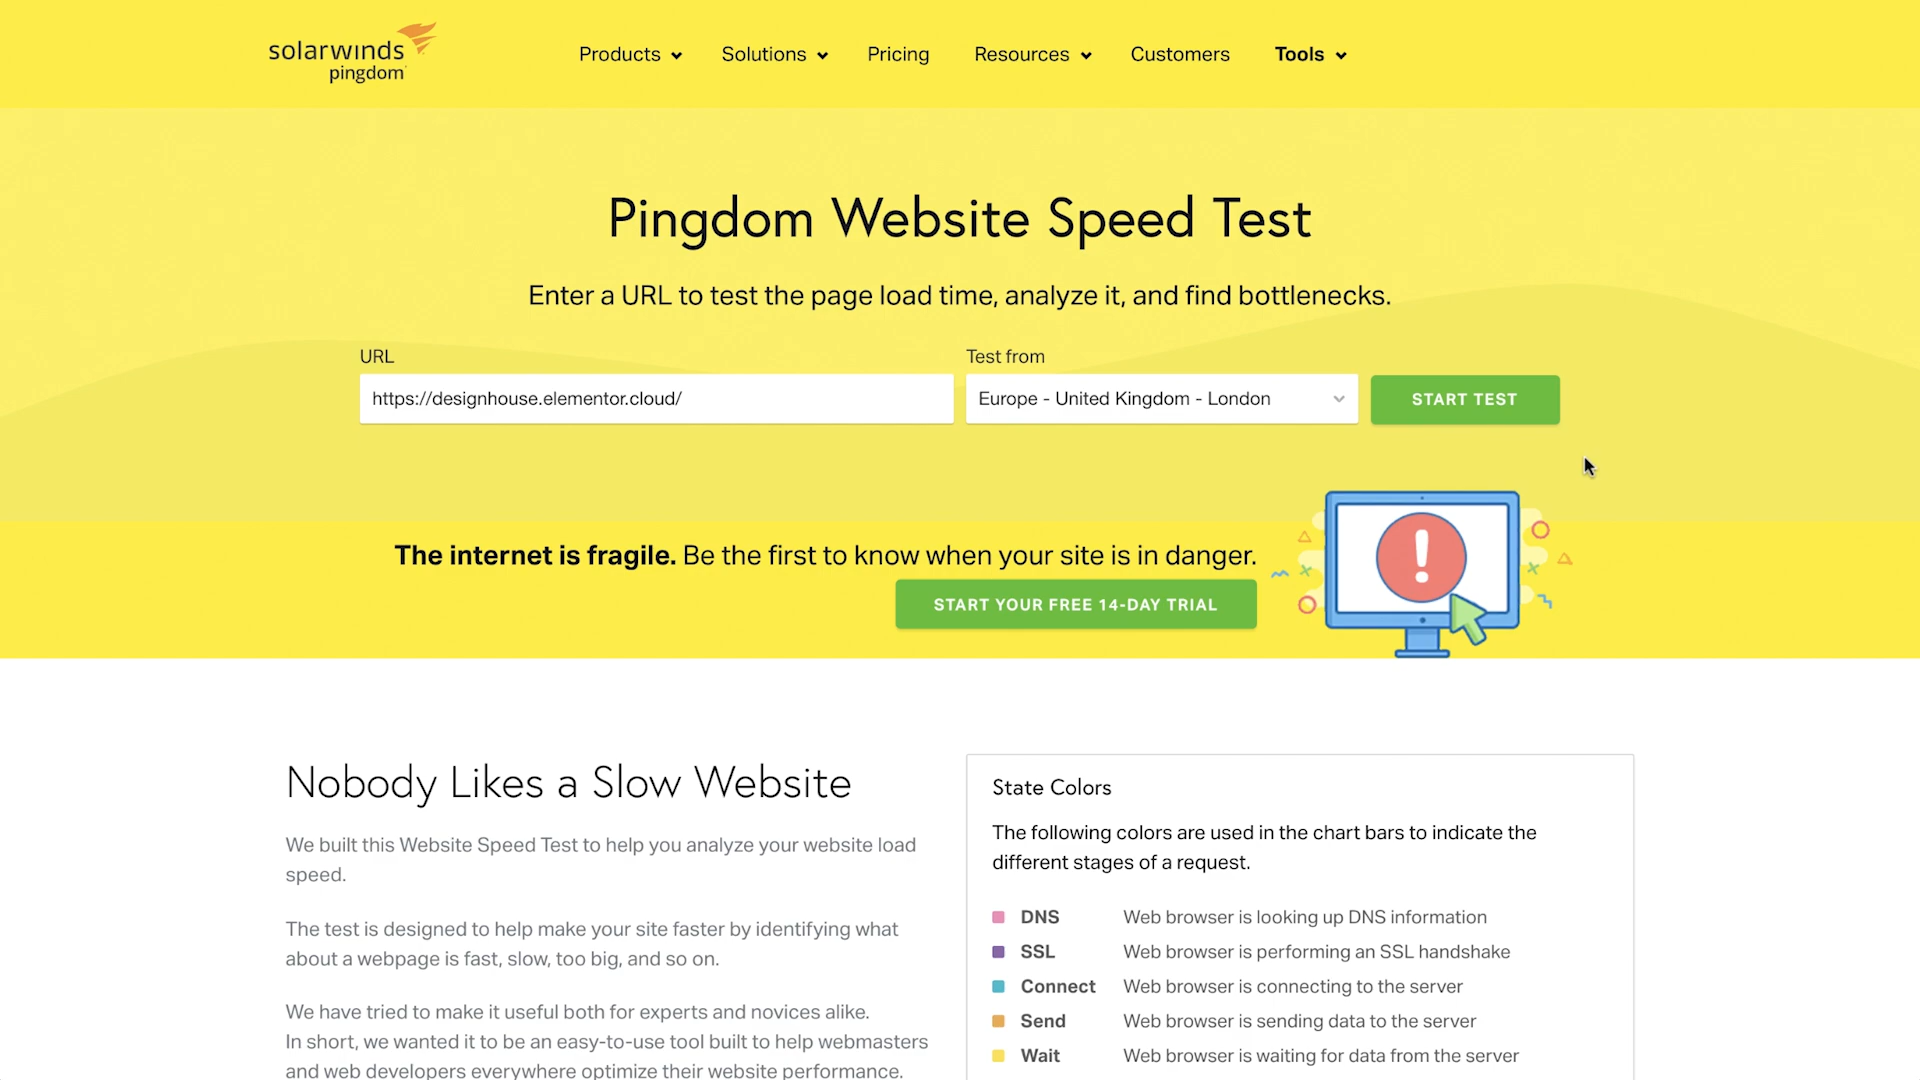 solarwinds
pingdom
Products
Solutions
Pricing
Resources
Customers
Tools
Pingdom Website Speed Test
Enter a URL to test the page load time, analyze it, and find bottlenecks.
URL
Test from
https://designhouse.elementor.cloud/
Europe - United Kingdom - London
START TEST
The internet is fragile. Be the first to know when your site is in danger.
START YOUR FREE 14-DAY TRIAL
Nobody Likes a Slow Website
We built this Website Speed Test to help you analyze your website load
speed.
The test is designed to help make your site faster by identifying what
about a webpage is fast, slow, too big, and so on.
We have tried to make it useful both for experts and novices alike.
In short, we wanted it to be an easy-to-use tool built to help webmasters
and web developers everywhere optimize their website performance.
State Colors
The following colors are used in the chart bars to indicate the
different stages of a request.
DNS Web browser is looking up DNS information
SSL Web browser is performing an SSL handshake
Connect Web browser is connecting to the server
Send Web browser is sending data to the server
Wait Web browser is waiting for data from the server